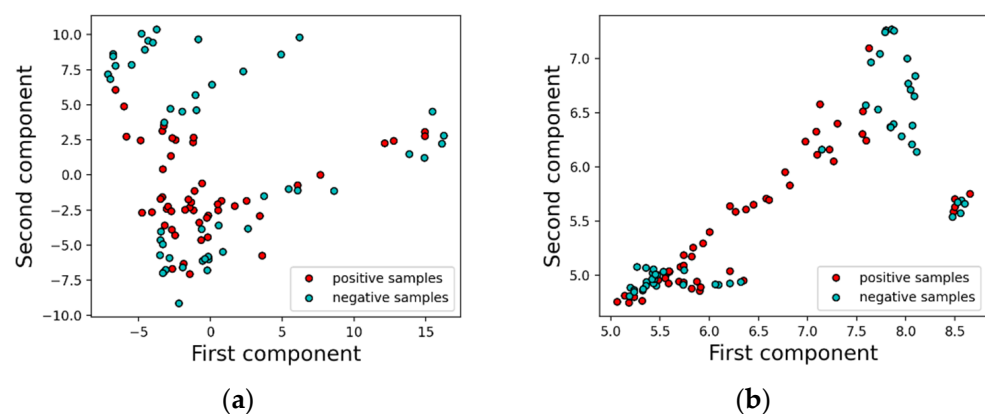 10.0
7.5
5.0
2.5
0.0
−2.5
−5.0
−7.5
−10.0
Second component
positive samples
negative samples
−5
0
5
10
15
First component
(a)
7.0
6.5
6.0
5.5
5.0
Second component
positive samples
negative samples
5.0
5.5
6.0
6.5
7.0
7.5
8.0
8.5
First component
(b)